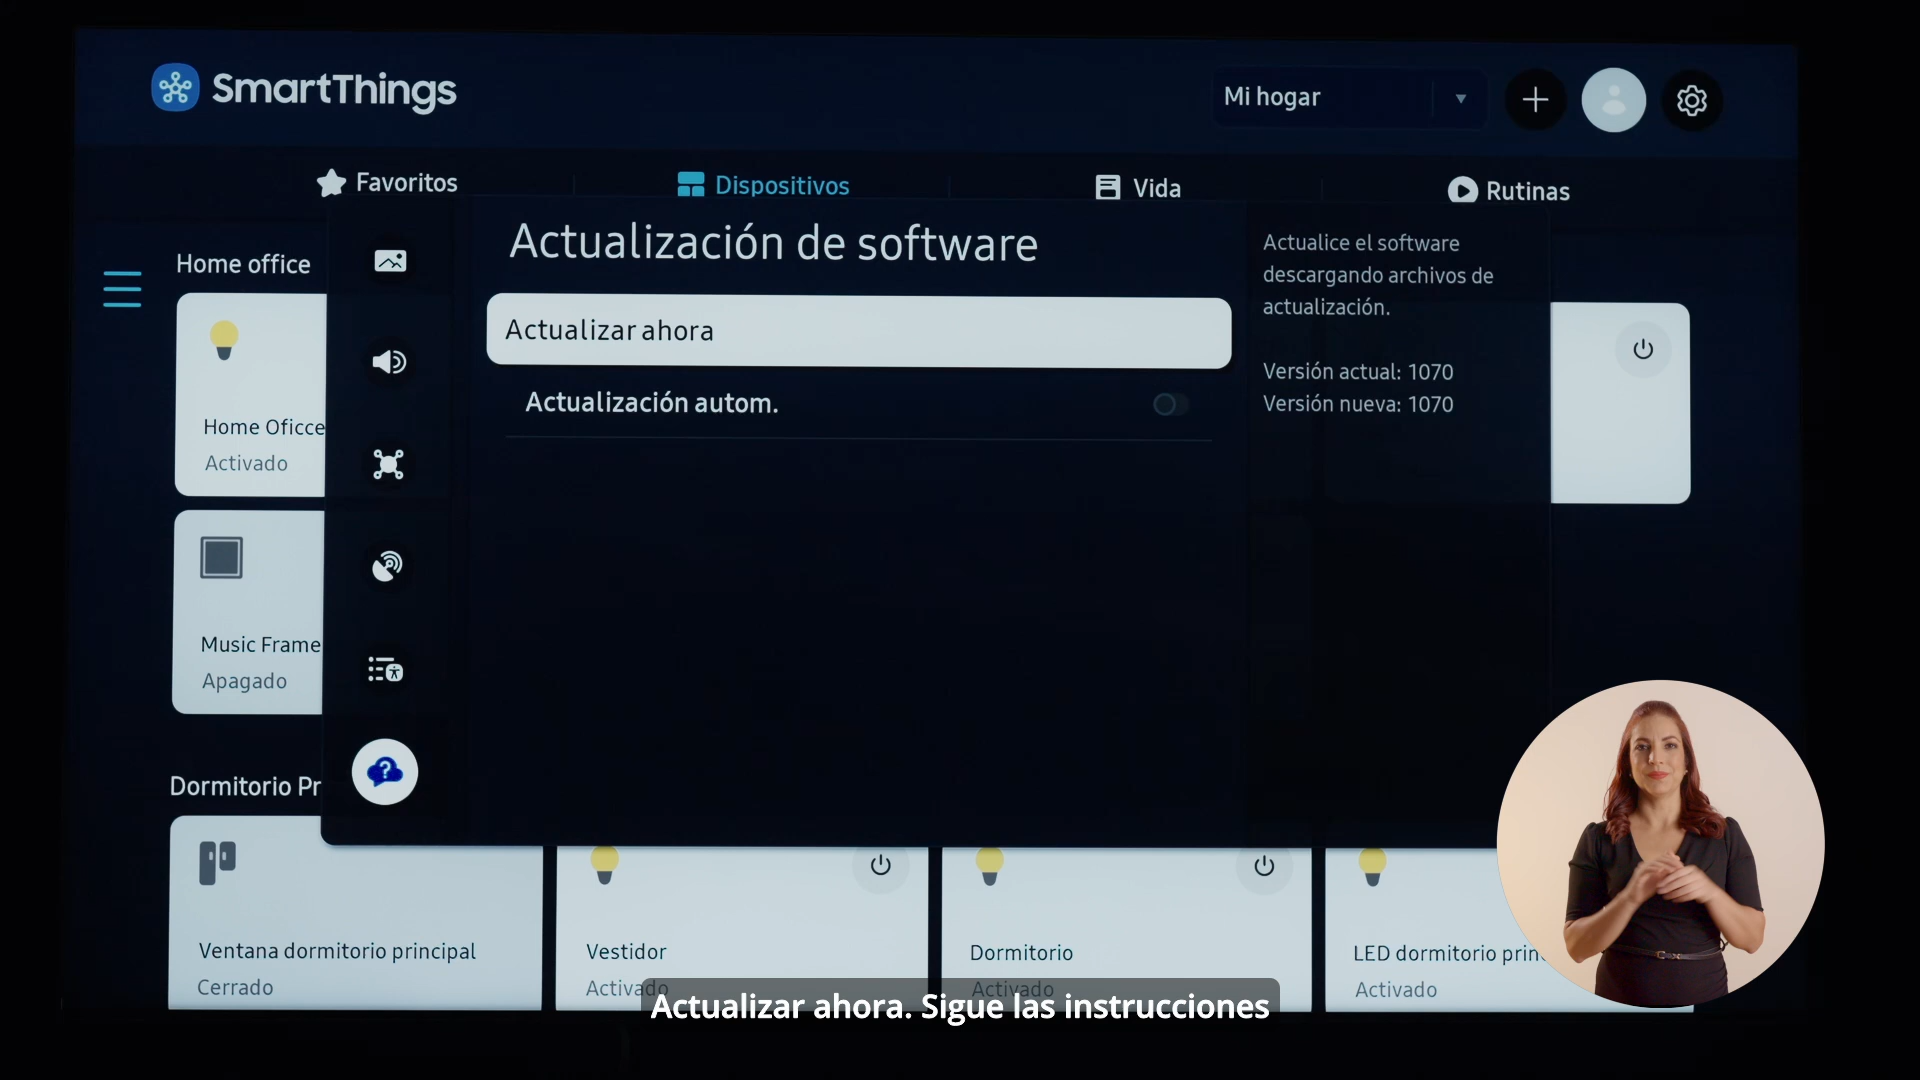 SmartThings
Mi hogar
Favoritos
Dispositivos
Vida
Rutinas
Home office
Home Oficce
Activado
Music Frame
Apagado
Dormitorio Pr
Actualización de software
Actualizar ahora
Actualización autom.
Actualice el software
descargando archivos de
actualización.
Versión actual: 1070
Versión nueva: 1070
Ventana dormitorio principal
Cerrado
Vestidor
Activado
Dormitorio
Activado
LED dormitorio prin
Activado
Actualizar ahora. Sigue las instrucciones